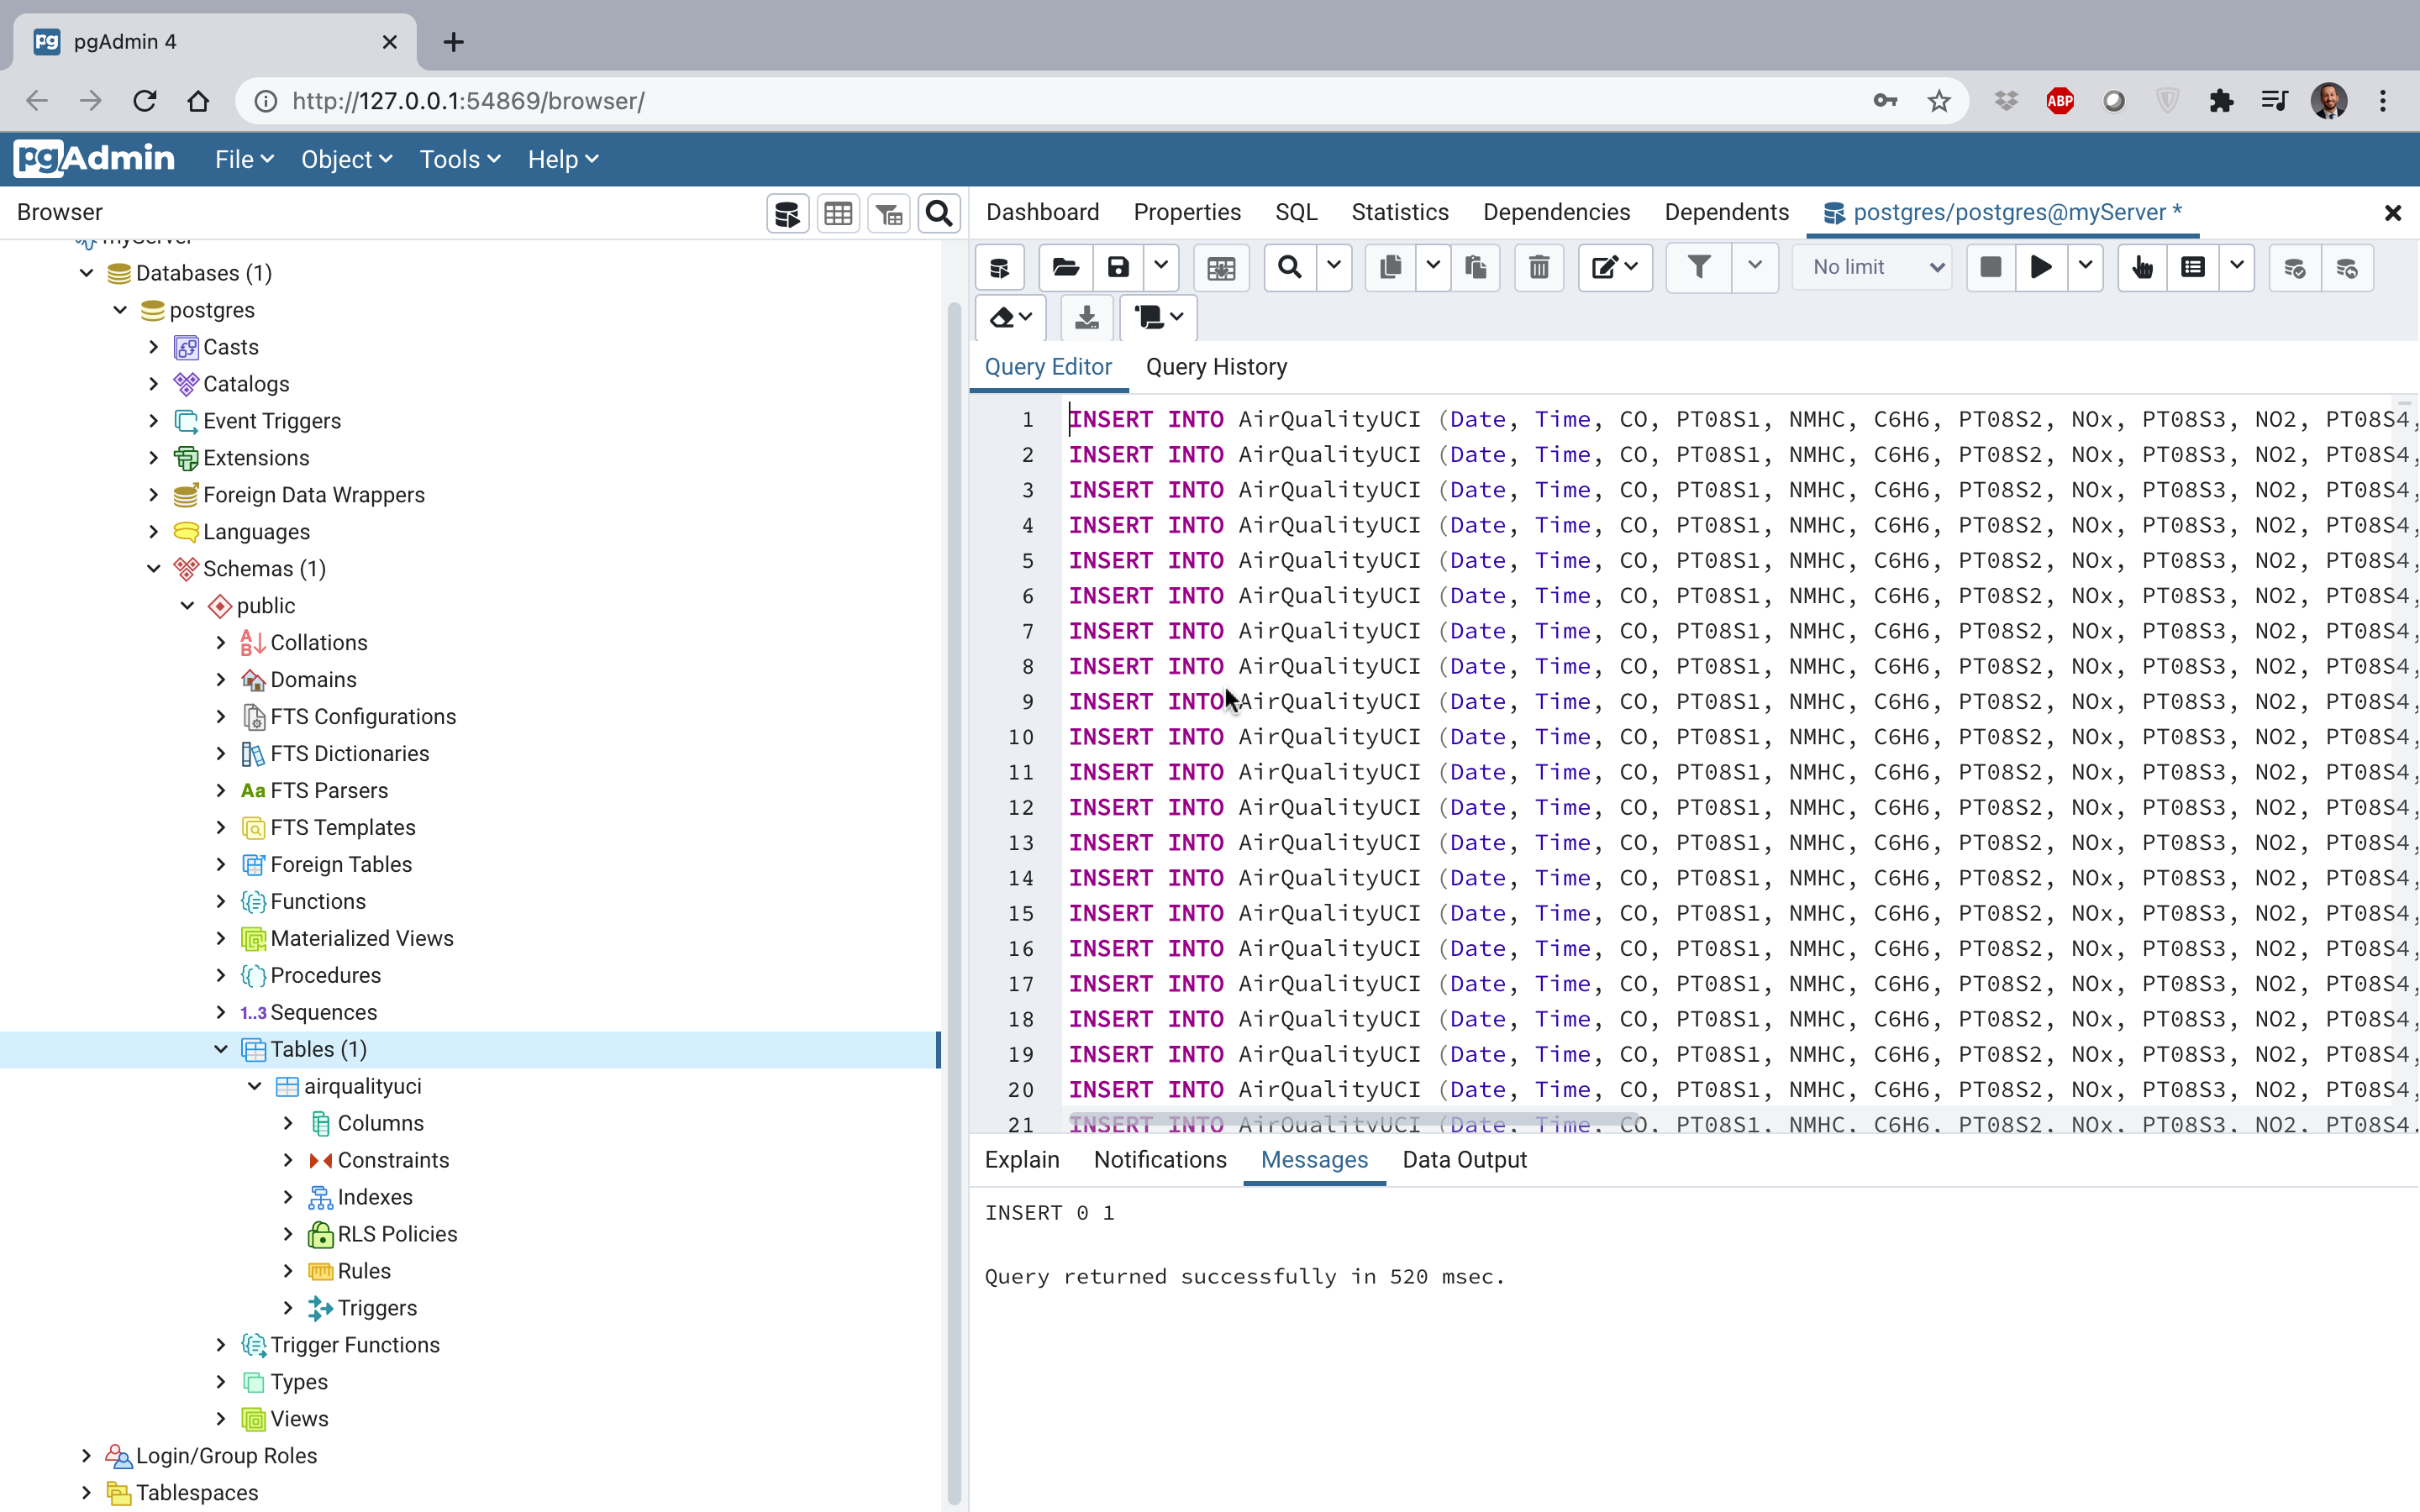 pgAdmin 4
http://127.0.0.1:54869/browser/
ABP
pgAdmin File Object Tools Help
Browser
Dashboard Properties SQL Statistics Dependencies Dependents postgres/postgres@myServer *
myServer
Databases (1)
postgres
Casts
Catalogs
Event Triggers
Extensions
Foreign Data Wrappers
Languages
Schemas (1)
public
Collations
Domains
FTS Configurations
FTS Dictionaries
Aa FTS Parsers
FTS Templates
Foreign Tables
Functions
Materialized Views
Procedures
1..3 Sequences
Tables (1)
airqualityuci
Columns
Constraints
Indexes
RLS Policies
Rules
Triggers
Trigger Functions
Types
Views
Login/Group Roles
Tablespaces
No limit
Query Editor Query History
1 INSERT INTO AirQualityUCI (Date, Time, CO, PT08S1, NMHC, C6H6, PT08S2, NOx, PT08S3, NO2, PT08S4,
2 INSERT INTO AirQualityUCI (Date, Time, CO, PT08S1, NMHC, C6H6, PT08S2, NOx, PT08S3, NO2, PT08S4,
3 INSERT INTO AirQualityUCI (Date, Time, CO, PT08S1, NMHC, C6H6, PT08S2, NOx, PT08S3, NO2, PT08S4,
4 INSERT INTO AirQualityUCI (Date, Time, CO, PT08S1, NMHC, C6H6, PT08S2, NOx, PT08S3, NO2, PT08S4,
5 INSERT INTO AirQualityUCI (Date, Time, CO, PT08S1, NMHC, C6H6, PT08S2, NOx, PT08S3, NO2, PT08S4,
6 INSERT INTO AirQualityUCI (Date, Time, CO, PT08S1, NMHC, C6H6, PT08S2, NOx, PT08S3, NO2, PT08S4,
7 INSERT INTO AirQualityUCI (Date, Time, CO, PT08S1, NMHC, C6H6, PT08S2, NOx, PT08S3, NO2, PT08S4,
8 INSERT INTO AirQualityUCI (Date, Time, CO, PT08S1, NMHC, C6H6, PT08S2, NOx, PT08S3, NO2, PT08S4,
9 INSERT INTO AirQualityUCI (Date, Time, CO, PT08S1, NMHC, C6H6, PT08S2, NOx, PT08S3, NO2, PT08S4,
10 INSERT INTO AirQualityUCI (Date, Time, CO, PT08S1, NMHC, C6H6, PT08S2, NOx, PT08S3, NO2, PT08S4,
11 INSERT INTO AirQualityUCI (Date, Time, CO, PT08S1, NMHC, C6H6, PT08S2, NOx, PT08S3, NO2, PT08S4,
12 INSERT INTO AirQualityUCI (Date, Time, CO, PT08S1, NMHC, C6H6, PT08S2, NOx, PT08S3, NO2, PT08S4,
13 INSERT INTO AirQualityUCI (Date, Time, CO, PT08S1, NMHC, C6H6, PT08S2, NOx, PT08S3, NO2, PT08S4,
14 INSERT INTO AirQualityUCI (Date, Time, CO, PT08S1, NMHC, C6H6, PT08S2, NOx, PT08S3, NO2, PT08S4,
15 INSERT INTO AirQualityUCI (Date, Time, CO, PT08S1, NMHC, C6H6, PT08S2, NOx, PT08S3, NO2, PT08S4,
16 INSERT INTO AirQualityUCI (Date, Time, CO, PT08S1, NMHC, C6H6, PT08S2, NOx, PT08S3, NO2, PT08S4,
17 INSERT INTO AirQualityUCI (Date, Time, CO, PT08S1, NMHC, C6H6, PT08S2, NOx, PT08S3, NO2, PT08S4,
18 INSERT INTO AirQualityUCI (Date, Time, CO, PT08S1, NMHC, C6H6, PT08S2, NOx, PT08S3, NO2, PT08S4,
19 INSERT INTO AirQualityUCI (Date, Time, CO, PT08S1, NMHC, C6H6, PT08S2, NOx, PT08S3, NO2, PT08S4,
20 INSERT INTO AirQualityUCI (Date, Time, CO, PT08S1, NMHC, C6H6, PT08S2, NOx, PT08S3, NO2, PT08S4,
21 INSERT INTO AirQualityUCI (Date, Time, CO, PT08S1, NMHC, C6H6, PT08S2, NOx, PT08S3, NO2, PT08S4,
Explain Notifications Messages Data Output
INSERT 0 1
Query returned successfully in 520 msec.